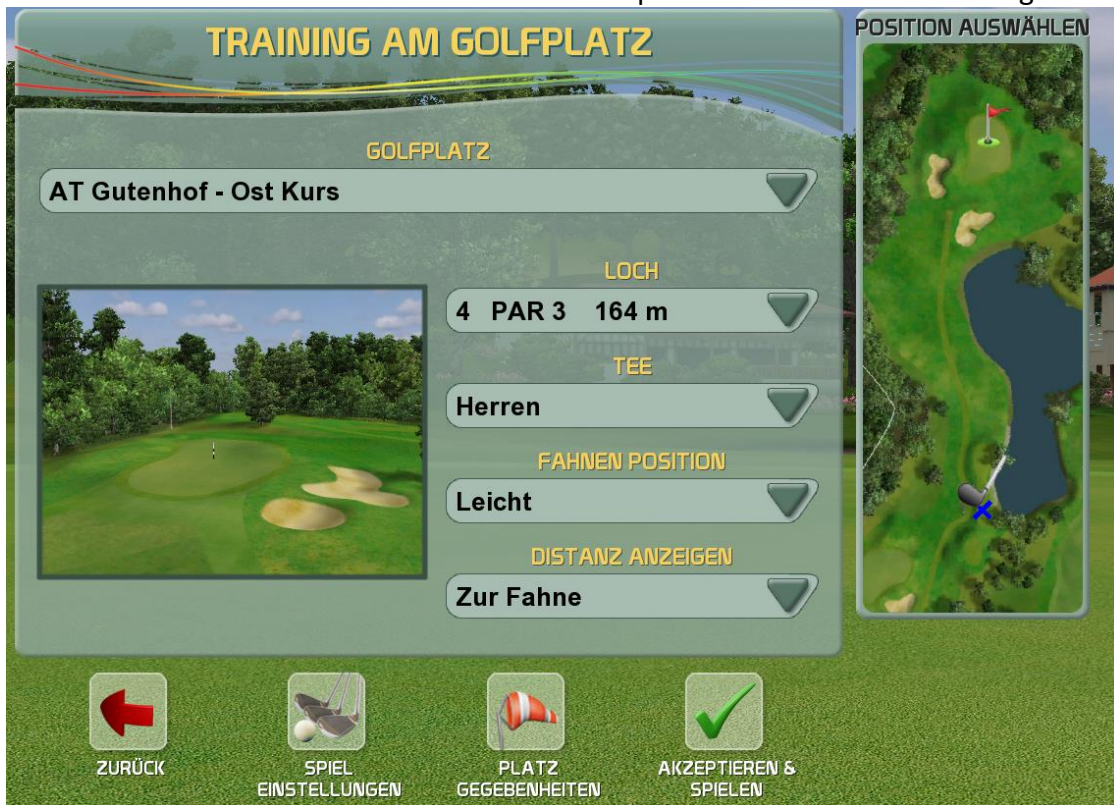 POSITION AUSWÄHLEN
TRAINING AM GOLFPLATZ
GOLFPLATZ
AT Gutenhof - Ost Kurs
LOCH
4 PAR 3 164 m
TEE
Herren
FAHNEN POSITION
Leicht
DISTANZ ANZEIGEN
Zur Fahne
ZURÜCK
SPIEL
EINSTELLUNGEN
PLATZ
GEGEBENHEITEN
AKZEPTIEREN &
SPIELEN